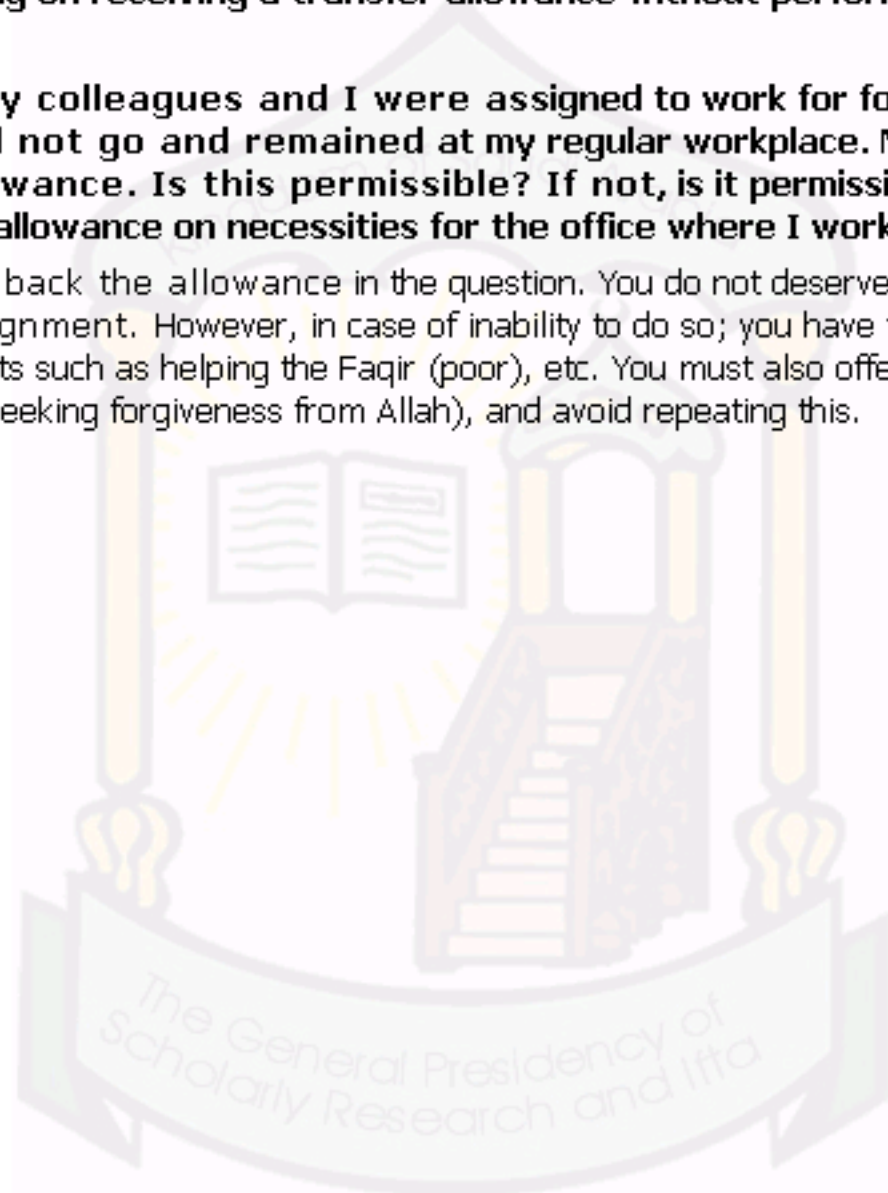 on receiving a transfer allowance without
y colleagues and I were assigned to work for fo
not go and remained at my regular workplace.
wance. Is this permissible? If not, is it permissi
allowance on necessities for the office where I work
back the allowance in the question. You do not deserve
gnment. However, in case of inability to do so; you have
ts such as helping the Faqir (poor), etc. You must also offe
eeking forgiveness from Allah), and avoid repeating this.
Kingdom of Saudi Arabia
The General Presidency of
Scholarly Research and Ifta